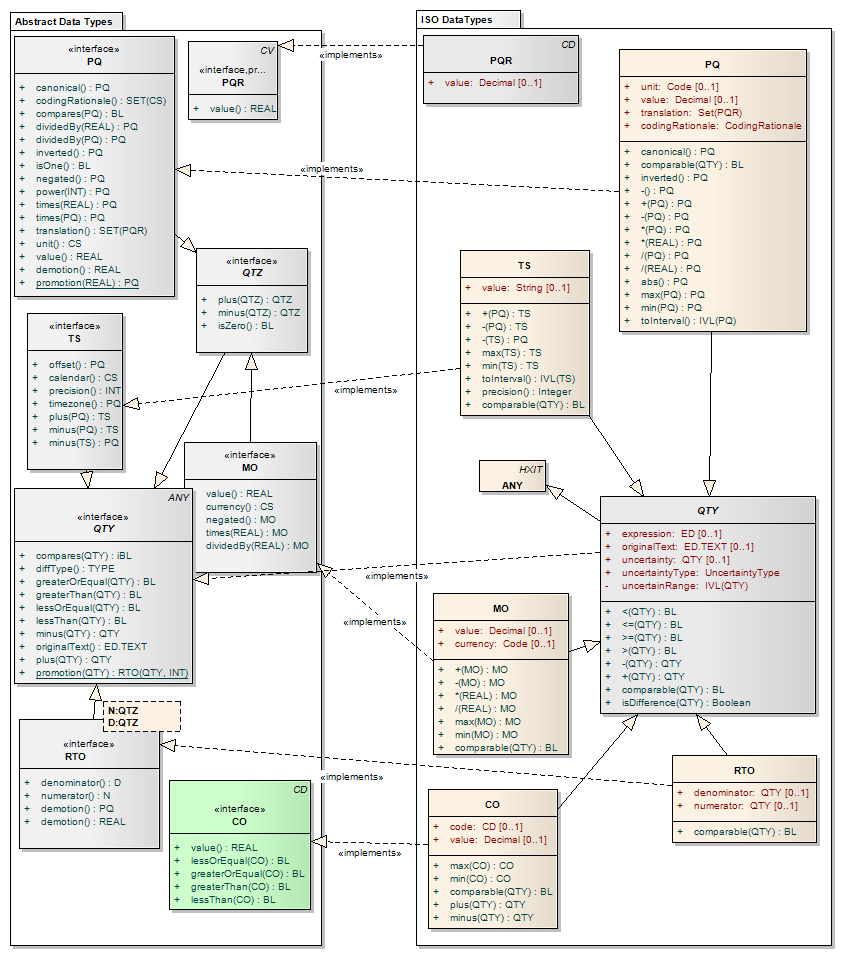 Abstract Data Types
«interface»
PQ
+ canonical() : PQ
+ codingRationale() : SET(CS)
+ compares(PQ) : BL
+ dividedBy(REAL) : PQ
+ dividedBy(PQ) : PQ
+ inverted() : PQ
+ isOne() : BL
+ negated() : PQ
+ power(INT) : PQ
+ times(REAL) : PQ
+ times(PQ) : PQ
+ translation() : SET(PQR)
+ unit() : CS
+ value() : REAL
+ demotion() : REAL
+ promotion(REAL) : PQ
CV
«interface,pr...
PQR
+ value() : REAL
«interface»
QTZ
+ plus(QTZ) : QTZ
+ minus(QTZ) : QTZ
+ isZero() : BL
«interface»
TS
+ offset() : PQ
+ calendar() : CS
+ precision() : INT
+ timezone() : PQ
+ plus(PQ) : TS
+ minus(PQ) : TS
+ minus(TS) : PQ
«interface»
MO
value() : REAL
currency() : CS
negated() : MO
times(REAL) : MO
dividedBy(REAL) : MO
ANY
«interface»
QTY
+ compares(QTY) : iBL
+ diffType() : TYPE
+ greaterOrEqual(QTY) : BL
+ greaterThan(QTY) : BL
+ lessOrEqual(QTY) : BL
+ lessThan(QTY) : BL
+ minus(QTY) : QTY
+ originalText() : ED.TEXT
+ plus(QTY) : QTY
+ promotion(QTY) : RTO(QTY, INT)
N:QTZ
D:QTZ
«interface»
RTO
+ denominator() : D
+ numerator() : N
+ demotion() : PQ
+ demotion() : REAL
CD
«interface»
CO
+ value() : REAL
+ lessOrEqual(CO) : BL
+ greaterOrEqual(CO) : BL
+ greaterThan(CO) : BL
+ lessThan(CO) : BL
«implements»
«implements»
«implements»
«implements»
«implements»
«implements»
«implements»
ISO DataTypes
CD
PQR
+ value: Decimal [0..1]
PQ
+ unit: Code [0..1]
+ value: Decimal [0..1]
+ translation: Set(PQR)
+ codingRationale: CodingRationale
+ canonical() : PQ
+ comparable(QTY) : BL
+ inverted() : PQ
+ -() : PQ
+ +(PQ) : PQ
+ -(PQ) : PQ
+ *(PQ) : PQ
+ *(REAL) : PQ
+ /(PQ) : PQ
+ /(REAL) : PQ
+ abs() : PQ
+ max(PQ) : PQ
+ min(PQ) : PQ
+ toInterval() : IVL(PQ)
TS
+ value: String [0..1]
+ +(PQ) : TS
+ -(PQ) : TS
+ -(TS) : PQ
+ max(TS) : TS
+ min(TS) : TS
+ toInterval() : IVL(TS)
+ precision() : Integer
+ comparable(QTY) : BL
HXIT
ANY
QTY
+ expression: ED [0..1]
+ originalText: ED.TEXT [0..1]
+ uncertainty: QTY [0..1]
+ uncertaintyType: UncertaintyType
- uncertainRange: IVL(QTY)
+ <(QTY) : BL
+ <=(QTY) : BL
+ >=(QTY) : BL
+ >(QTY) : BL
+ -(QTY) : QTY
+ +(QTY) : QTY
+ comparable(QTY) : BL
+ isDifference(QTY) : Boolean
MO
+ value: Decimal [0..1]
+ currency: Code [0..1]
+ +(MO) : MO
+ -(MO) : MO
+ *(REAL) : MO
+ /(REAL) : MO
+ max(MO) : MO
+ min(MO) : MO
+ comparable(QTY) : BL
RTO
+ denominator: QTY [0..1]
+ numerator: QTY [0..1]
+ comparable(QTY) : BL
CO
+ code: CD [0..1]
+ value: Decimal [0..1]
+ max(CO) : CO
+ min(CO) : CO
+ comparable(QTY) : BL
+ plus(QTY) : QTY
+ minus(QTY) : QTY